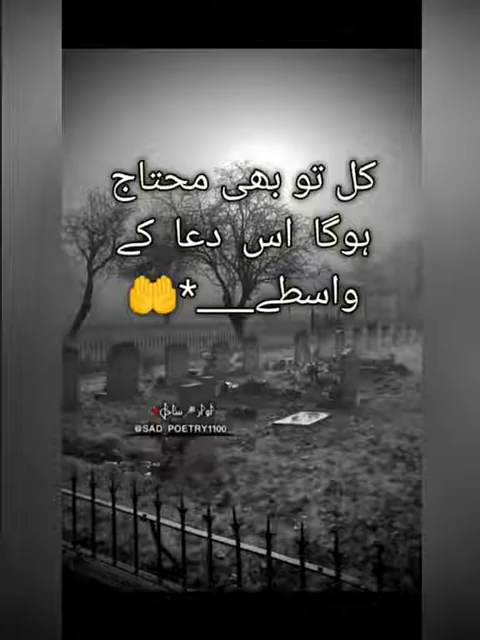 کل تو بھی محتاج
ہوگا اس دعا کے
واسطے___*🤲
@SAD_POETRY1100